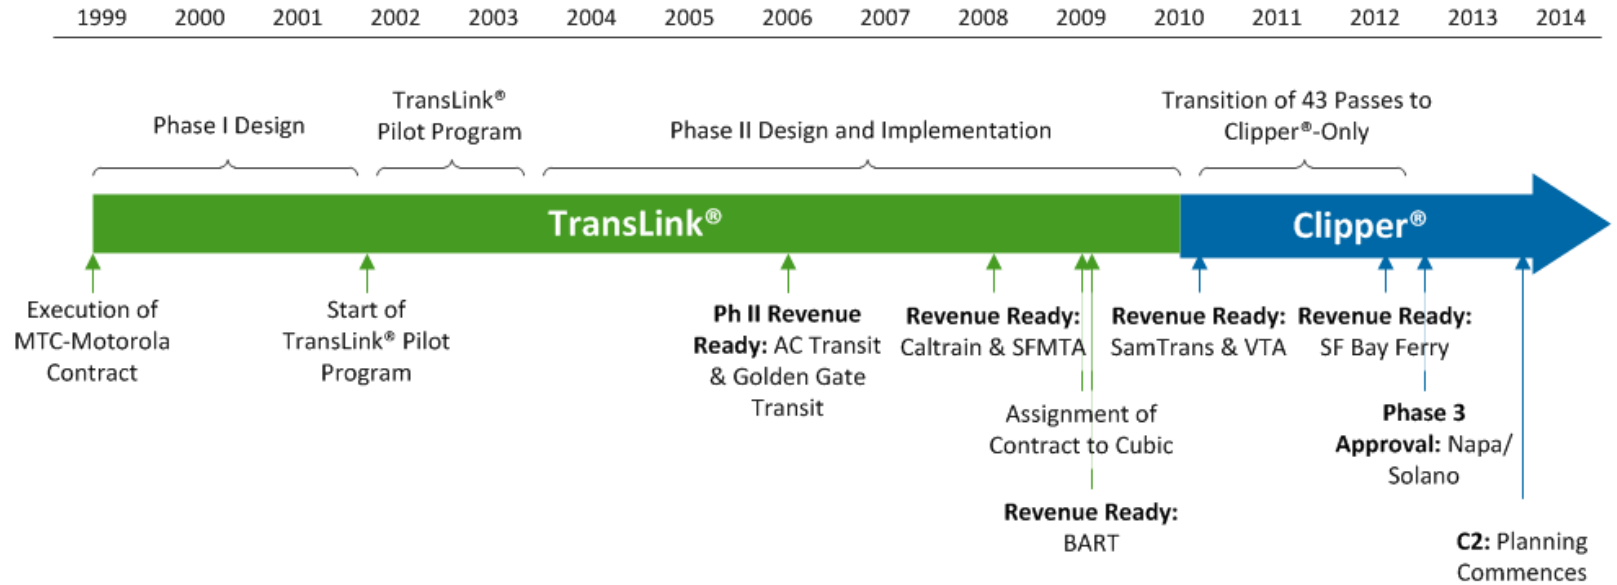 1999 2000 2001 2002 2003 2004 2005 2006 2007 2008 2009 2010 2011 2012 2013 2014
Phase I Design
TransLink®
Pilot Program
Phase II Design and Implementation
Transition of 43 Passes to
Clipper®-Only
TransLink®
Clipper®
Execution of
MTC-Motorola
Contract
Start of
TransLink® Pilot
Program
Ph II Revenue
Ready: AC Transit
& Golden Gate
Transit
Revenue Ready:
Caltrain & SFMTA
Assignment of
Contract to Cubic
Revenue Ready:
BART
Revenue Ready:
SamTrans & VTA
Revenue Ready:
SF Bay Ferry
Phase 3
Approval: Napa/
Solano
C2: Planning
Commences